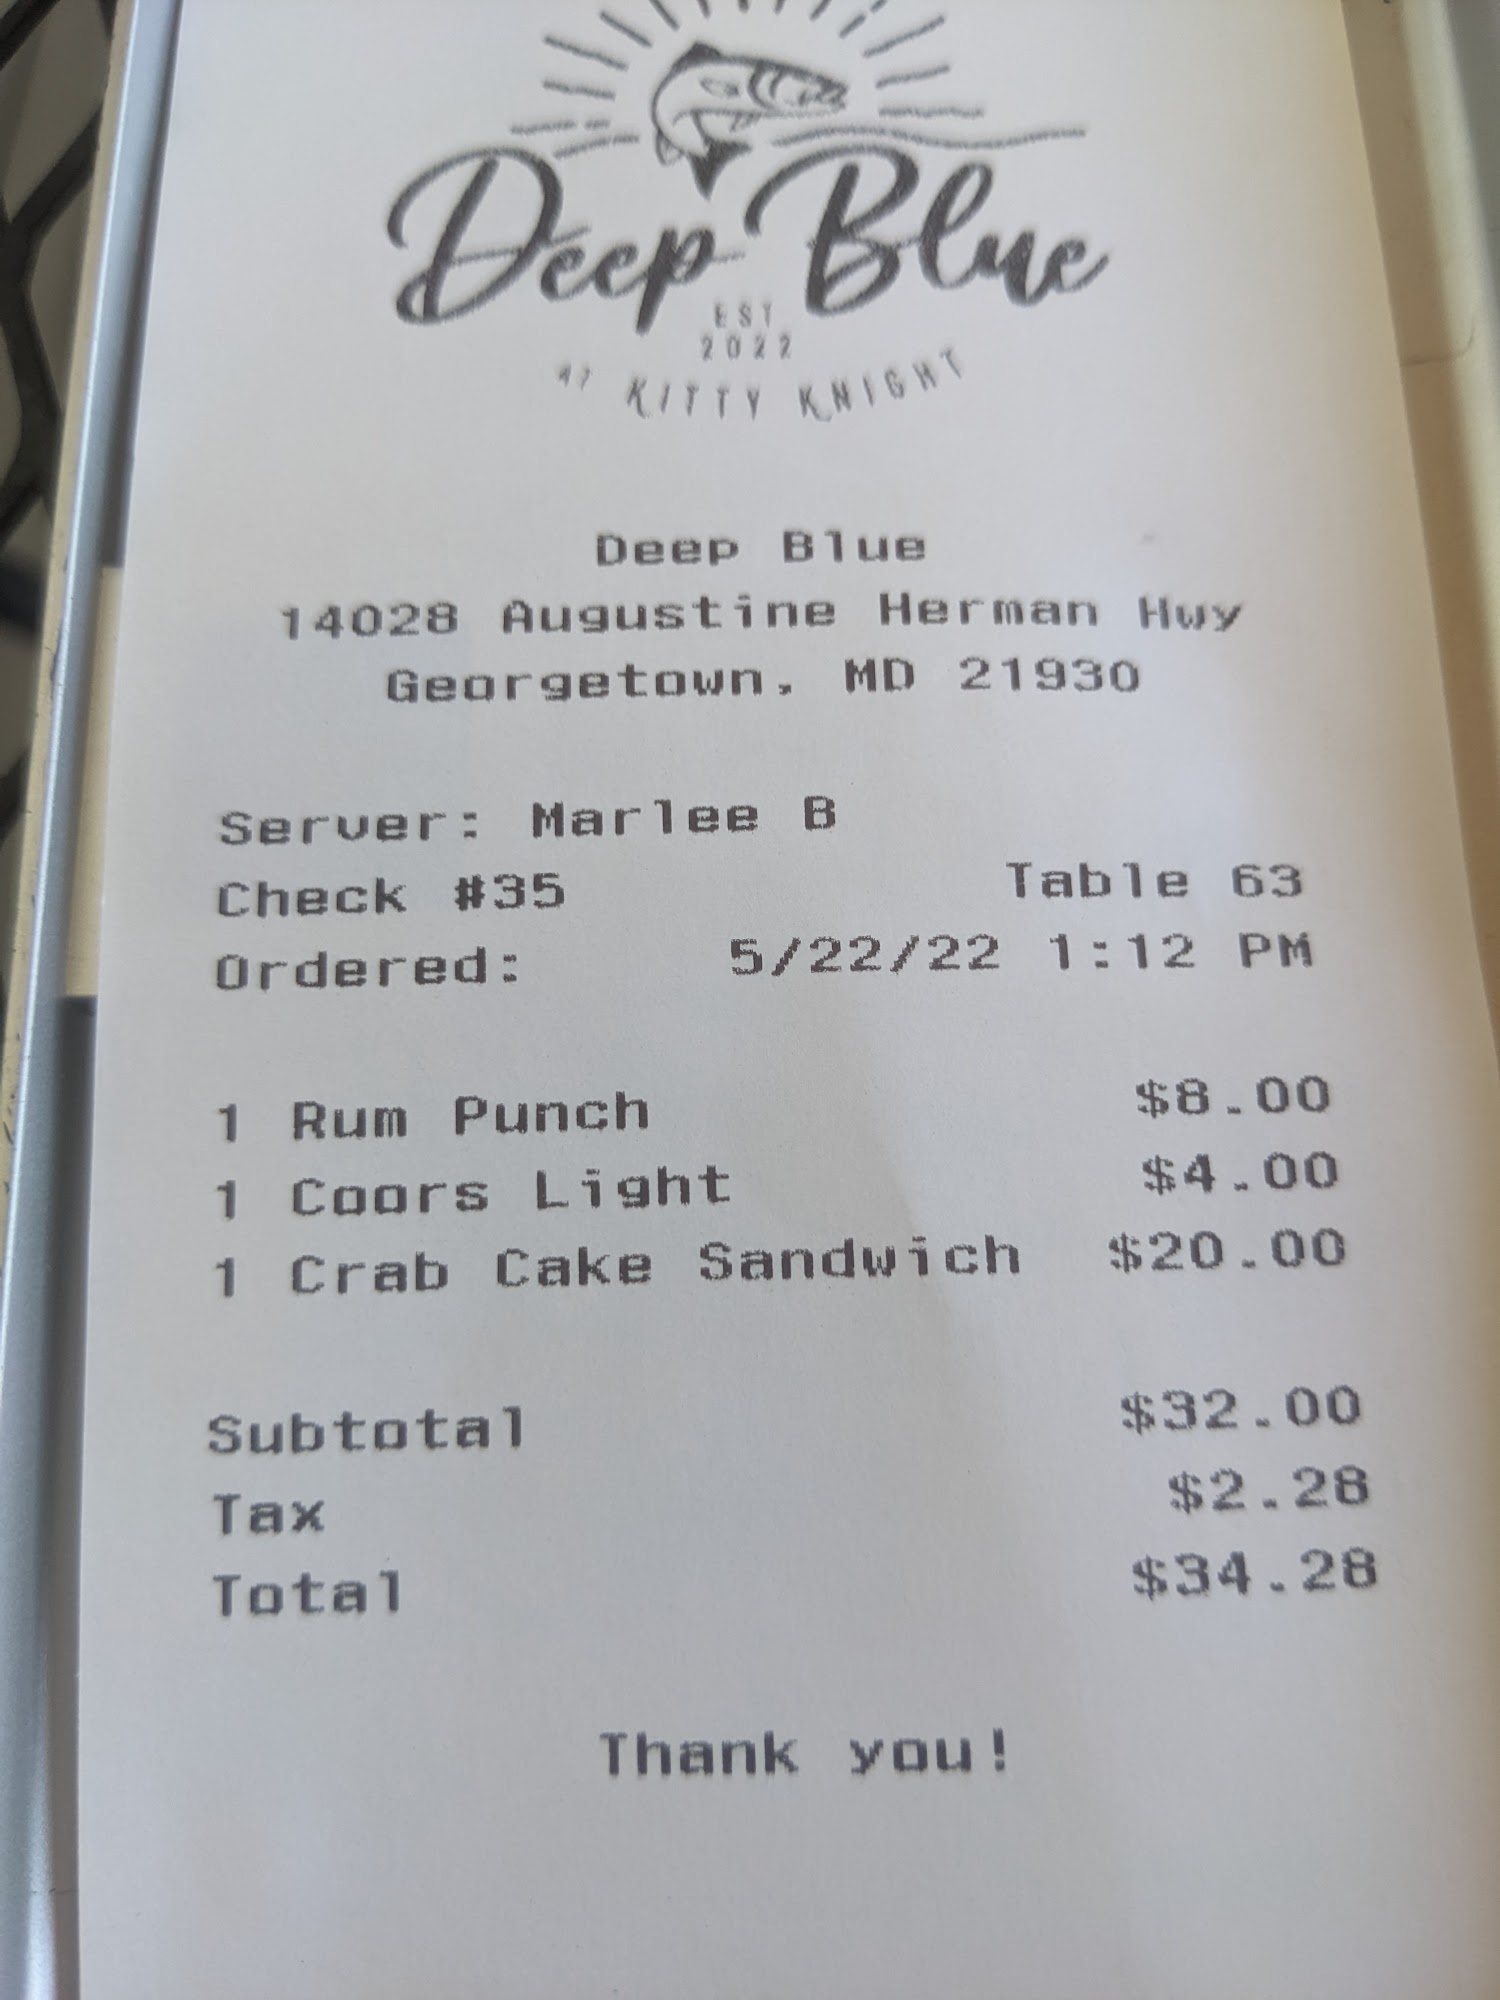 Deep Blue
EST
2022
AT KITTY KNIGHT
Deep Blue
14028 Augustine Herman Hwy
Georgetown, MD 21930
Server: Marlee B
Check #35 Table 63
Ordered: 5/22/22 1:12 PM
1 Rum Punch $8.00
1 Coors Light $4.00
1 Crab Cake Sandwich $20.00
Subtotal $32.00
Tax $2.28
Total $34.28
Thank you!